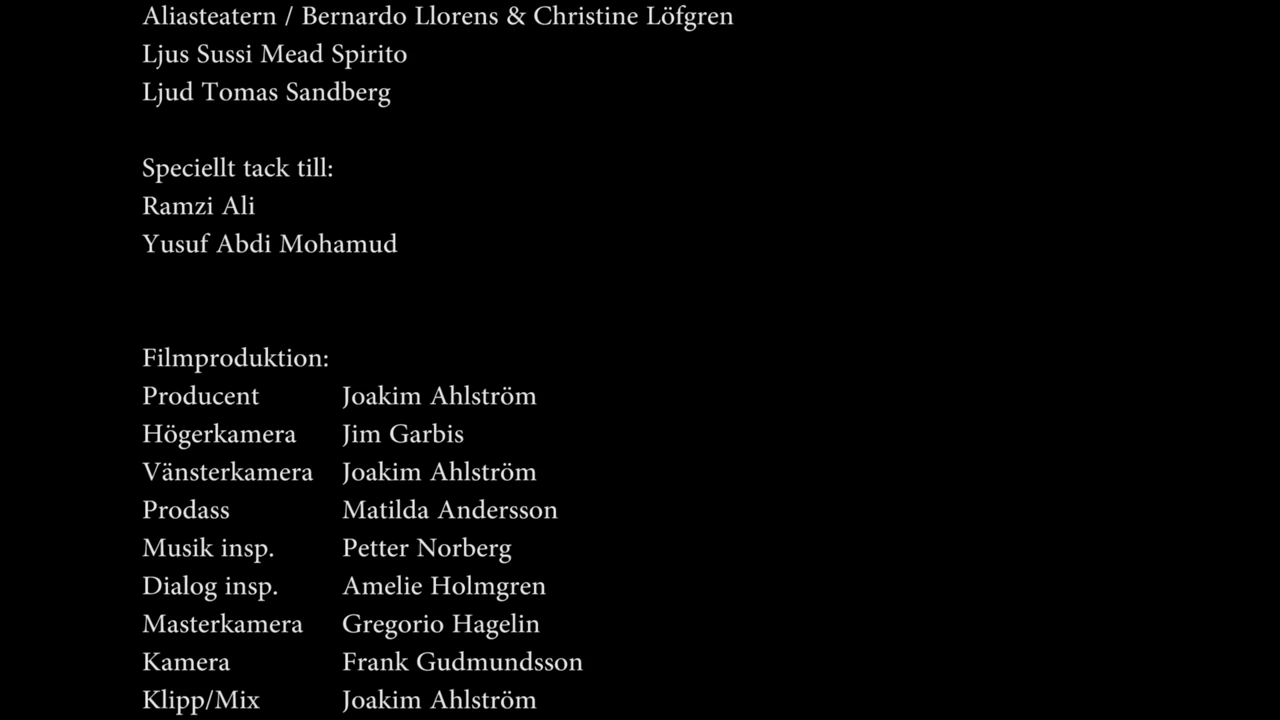 Aliasteatern / Bernardo Llorens & Christine Löfgren
Ljus Sussi Mead Spirito
Ljud Tomas Sandberg
Speciellt tack till:
Ramzi Ali
Yusuf Abdi Mohamud
Filmproduktion:
Producent Joakim Ahlström
Högerkamera Jim Garbis
Vänsterkamera Joakim Ahlström
Prodass Matilda Andersson
Musik insp. Petter Norberg
Dialog insp. Amelie Holmgren
Masterkamera Gregorio Hagelin
Kamera Frank Gudmundsson
Klipp/Mix Joakim Ahlström